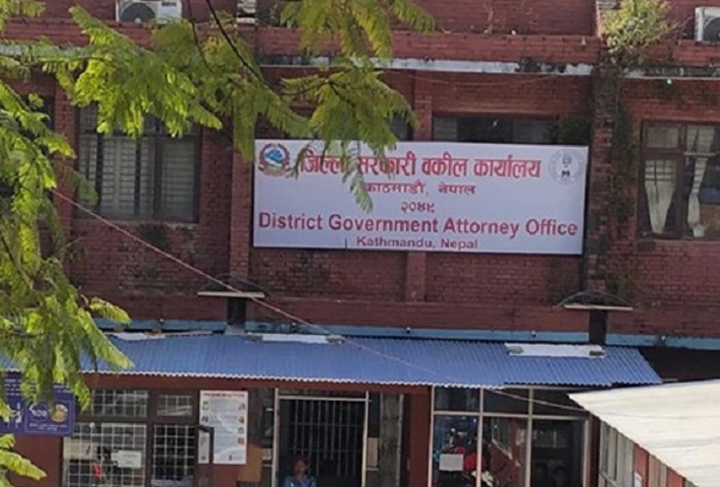 जिल्ला सरकारी वकील कार्यालय
काठमाडौं, नेपाल
२०४९
District Government Attorney Office
Kathmandu, Nepal